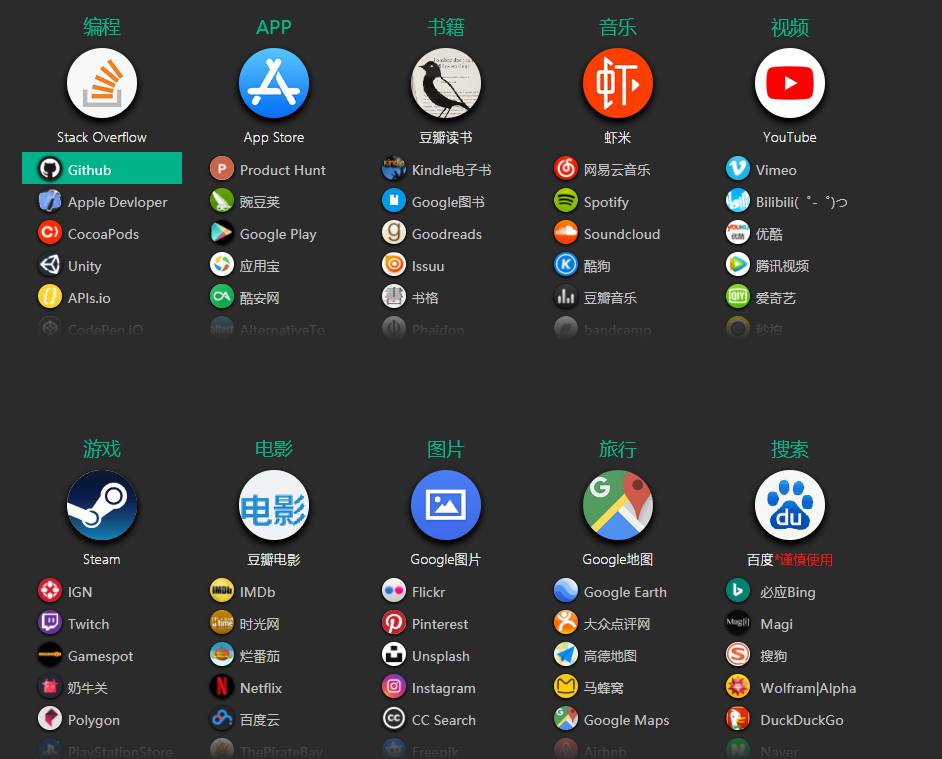 编程
Stack Overflow
Github
Apple Devloper
CocoaPods
Unity
APIs.io
CodePen.IO
APP
App Store
Product Hunt
豌豆荚
Google Play
应用宝
酷安网
AlternativeTo
书籍
豆瓣读书
Kindle电子书
Google图书
Goodreads
Issuu
书格
Phaidon
音乐
虾
虾米
网易云音乐
Spotify
Soundcloud
酷狗
豆瓣音乐
bandcamp
视频
YouTube
Vimeo
Bilibili( ゜- ゜)つ
优酷
腾讯视频
爱奇艺
秒拍
游戏
Steam
IGN
Twitch
Gamespot
奶牛关
Polygon
PlayStationStore
电影
电影
豆瓣电影
IMDb
时光网
烂番茄
Netflix
百度云
ThePirateBay
图片
Google图片
Flickr
Pinterest
Unsplash
Instagram
CC Search
Freepik
旅行
Google地图
Google Earth
大众点评网
高德地图
马蜂窝
Google Maps
Airbnb
搜索
du
百度*谨慎使用
必应Bing
Magi
搜狗
Wolfram|Alpha
DuckDuckGo
Naver